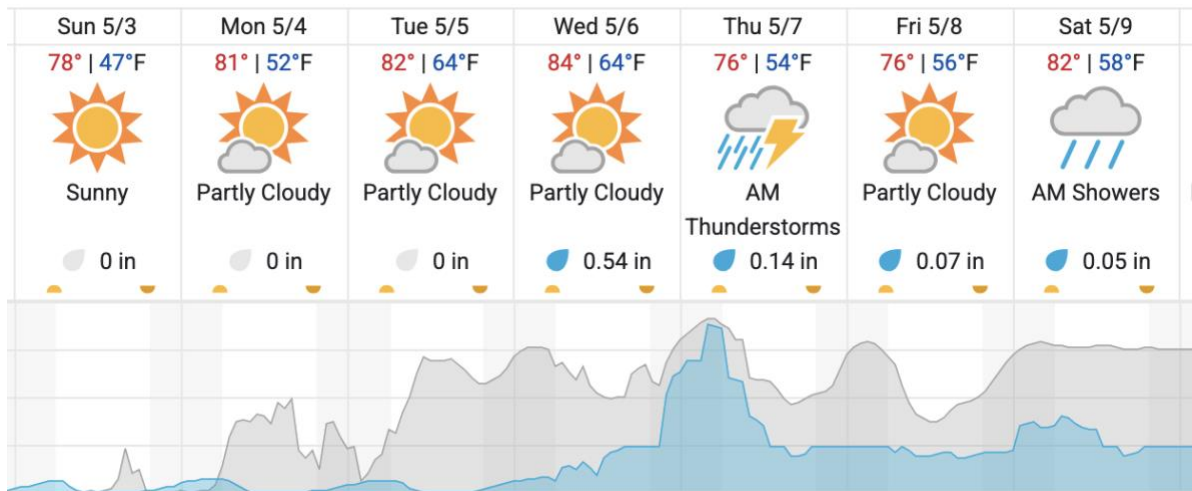 Sun 5/3
Mon 5/4
Tue 5/5
Wed 5/6
Thu 5/7
Fri 5/8
Sat 5/9
78° | 47°F
81° | 52°F
82° | 64°F
84° | 64°F
76° | 54°F
76° | 56°F
82° | 58°F
Sunny
Partly Cloudy
Partly Cloudy
Partly Cloudy
AM
Thunderstorms
Partly Cloudy
AM Showers
0 in
0 in
0 in
0.54 in
0.14 in
0.07 in
0.05 in